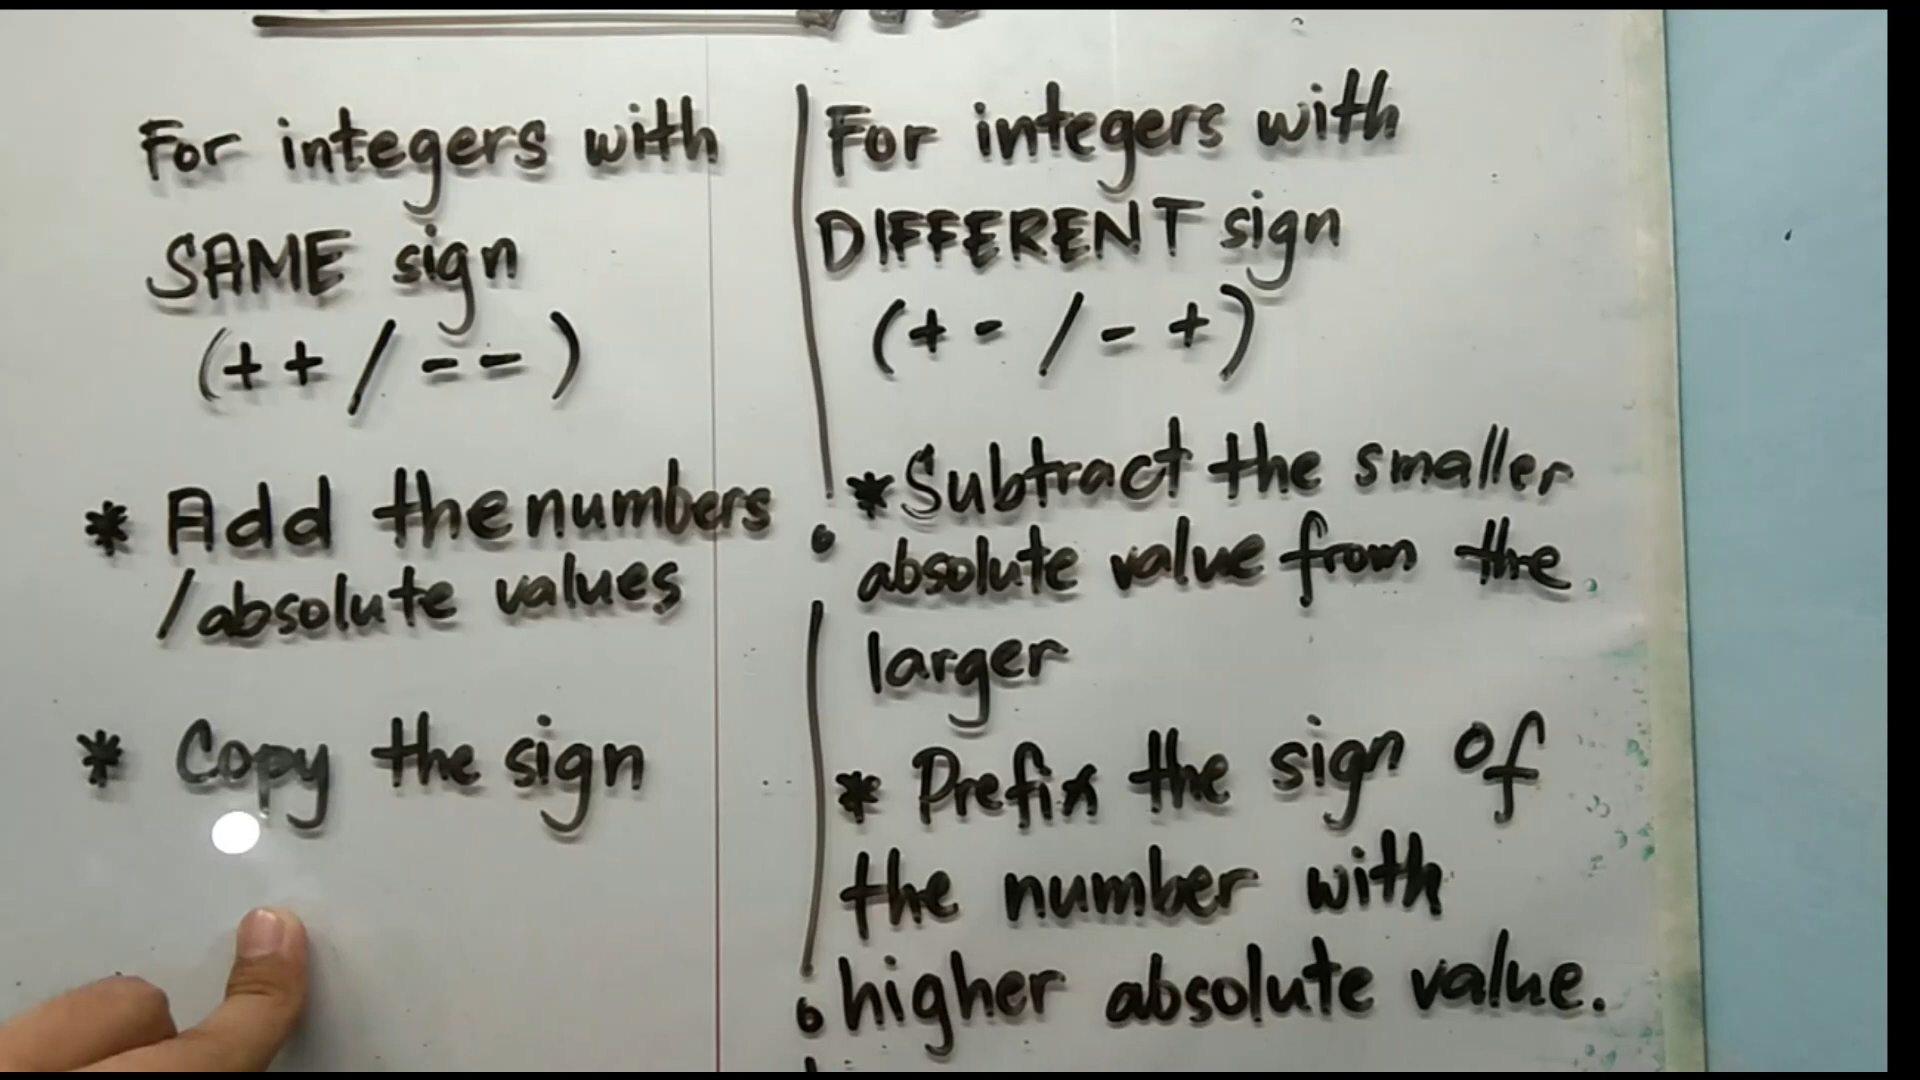 For integers with
SAME sign
(++/--)
* Add the numbers
/absolute values
* Copy the sign
For integers with
DIFFERENT sign
(+-/-+)
*Subtract the smaller
absolute value from the
larger
* Prefix the sign of
the number with
higher absolute value.